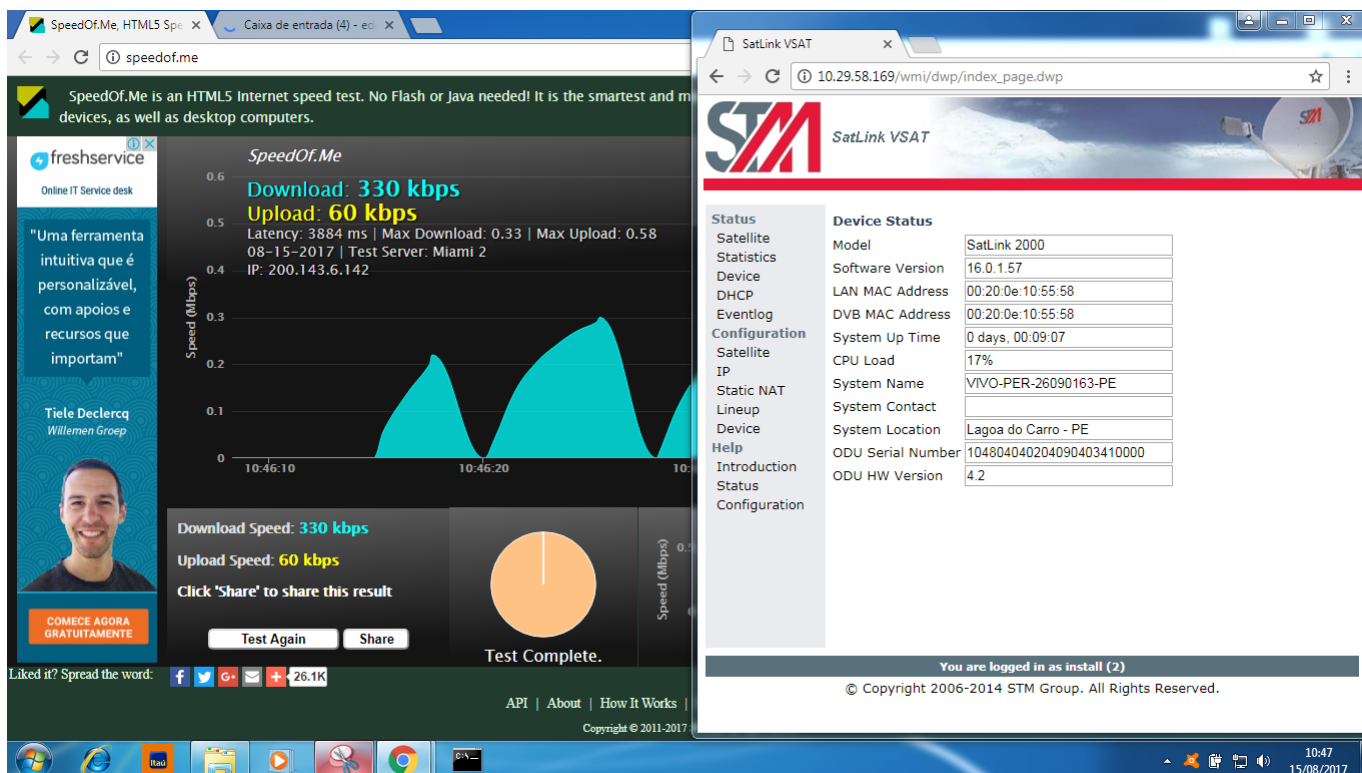 SpeedOf.Me, HTML5 Spe
Caixa de entrada (4) - ed
speedof.me
SpeedOf.Me is an HTML5 Internet speed test. No Flash or Java needed! It is the smartest and m
devices, as well as desktop computers.
freshservice
Online IT Service desk
"Uma ferramenta
intuitiva que é
personalizável,
com apoios e
recursos que
importam"
Tiele Declercq
Willemen Groep
COMECE AGORA
GRATUITAMENTE
SpeedOf.Me
Download: 330 kbps
Upload: 60 kbps
Latency: 3884 ms | Max Download: 0.33 | Max Upload: 0.58
08-15-2017 | Test Server: Miami 2
IP: 200.143.6.142
Speed (Mbps)
0.6
0.5
0.4
0.3
0.2
0.1
0
10:46:10
10:46:20
10:
Download Speed: 330 kbps
Upload Speed: 60 kbps
Click 'Share' to share this result
Test Again
Share
Test Complete.
Speed (Mbps)
0.
Liked it? Spread the word:
26.1K
API | About | How It Works |
Copyright © 2011-2017
SatLink VSAT
10.29.58.169/wmi/dwp/index_page.dwp
STM
SatLink VSAT
STM
Status
Satellite
Statistics
Device
DHCP
Eventlog
Configuration
Satellite
IP
Static NAT
Lineup
Device
Help
Introduction
Status
Configuration
Device Status
Model SatLink 2000
Software Version 16.0.1.57
LAN MAC Address 00:20:0e:10:55:58
DVB MAC Address 00:20:0e:10:55:58
System Up Time 0 days, 00:09:07
CPU Load 17%
System Name VIVO-PER-26090163-PE
System Contact
System Location Lagoa do Carro - PE
ODU Serial Number 104804040204090403410000
ODU HW Version 4.2
You are logged in as install (2)
© Copyright 2006-2014 STM Group. All Rights Reserved.
Itaú
C:\_
10:47
15/08/2017